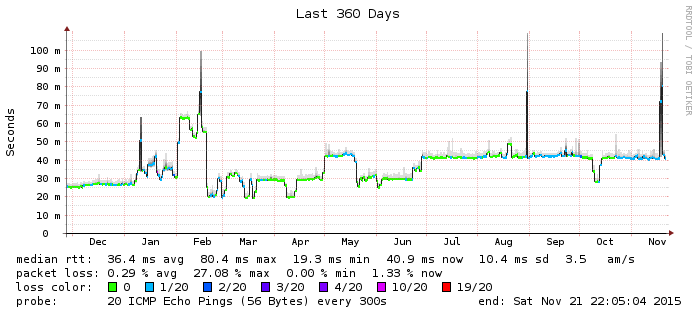 Last 360 Days
RRDTOOL / TOBI OETIKER
Seconds
100 m
90 m
80 m
70 m
60 m
50 m
40 m
30 m
20 m
10 m
0
Dec Jan Feb Mar Apr May Jun Jul Aug Sep Oct Nov
median rtt: 36.4 ms avg 80.4 ms max 19.3 ms min 40.9 ms now 10.4 ms sd 3.5 am/s
packet loss: 0.29 % avg 27.08 % max 0.00 % min 1.33 % now
loss color: 0 1/20 2/20 3/20 4/20 10/20 19/20
probe: 20 ICMP Echo Pings (56 Bytes) every 300s end: Sat Nov 21 22:05:04 2015